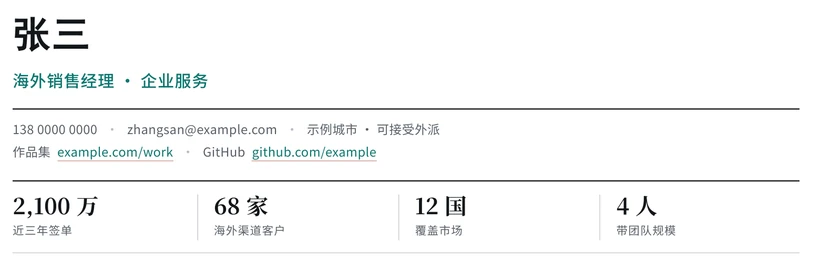 张三
海外销售经理 · 企业服务
138 0000 0000 · zhangsan@example.com · 示例城市 · 可接受外派
作品集 example.com/work · GitHub github.com/example
2,100 万 68 家 12 国 4 人
近三年签单 海外渠道客户 覆盖市场 带团队规模